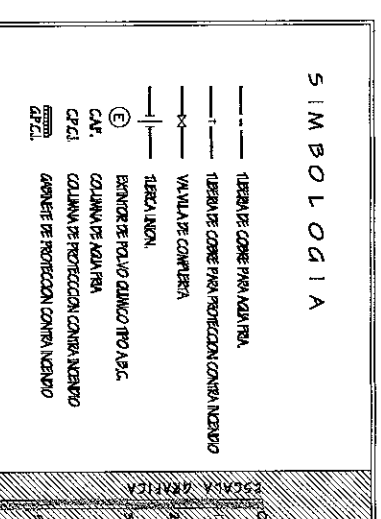 SIMBOLOGIA
TUBERIA DE COBRE PARA AGUA FRIA.
TUBERIA DE COBRE PARA PROTECCION CONTRA INCENDIO
VALVULA DE COMPUERTA
TUERCA UNION.
E EXTINTOR DE POLVO QUIMICO TIPO A.B.C.
C.A.F. COLUMNA DE AGUA FRIA
C.P.C.I. COLUMNA DE PROTECCION CONTRA INCENDIO
G.P.C.I. GABINETE DE PROTECCION CONTRA INCENDIO
ESCALA GRAFICA